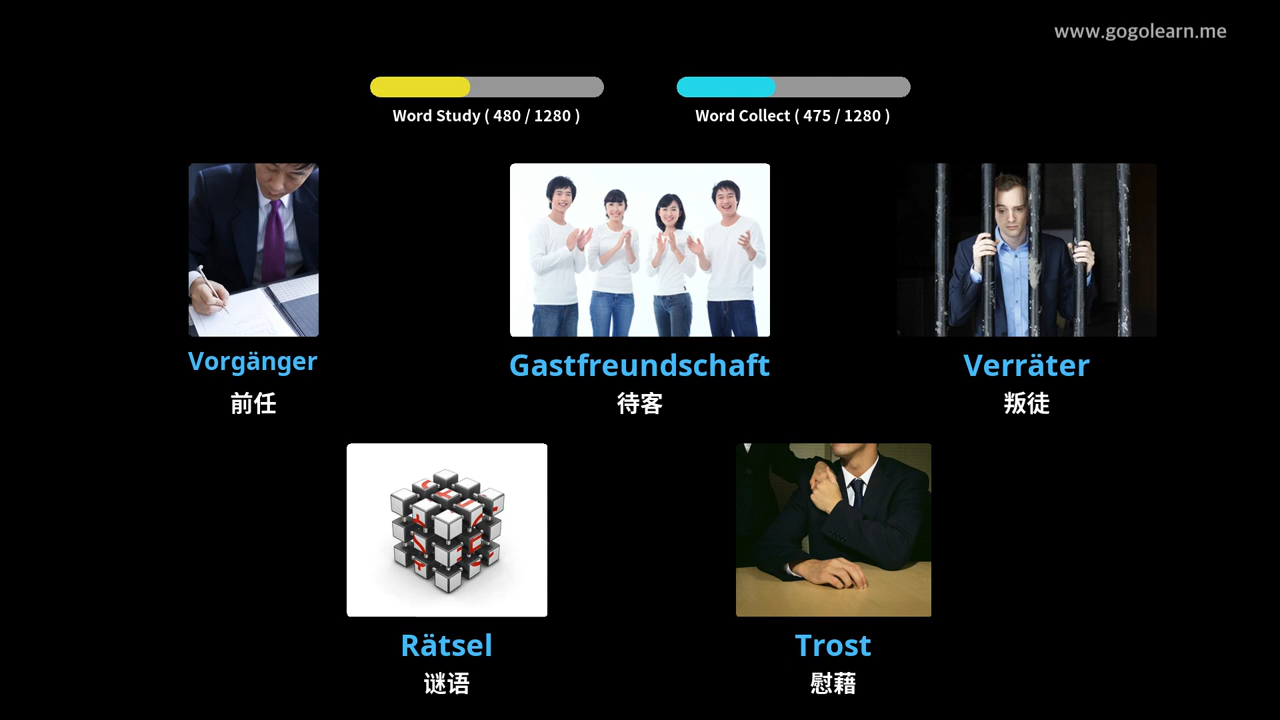 www.gogolearn.me
Word Study ( 480 / 1280 )
Word Collect ( 475 / 1280 )
Vorgänger
前任
Gastfreundschaft
待客
Verräter
叛徒
Rätsel
谜语
Trost
慰藉